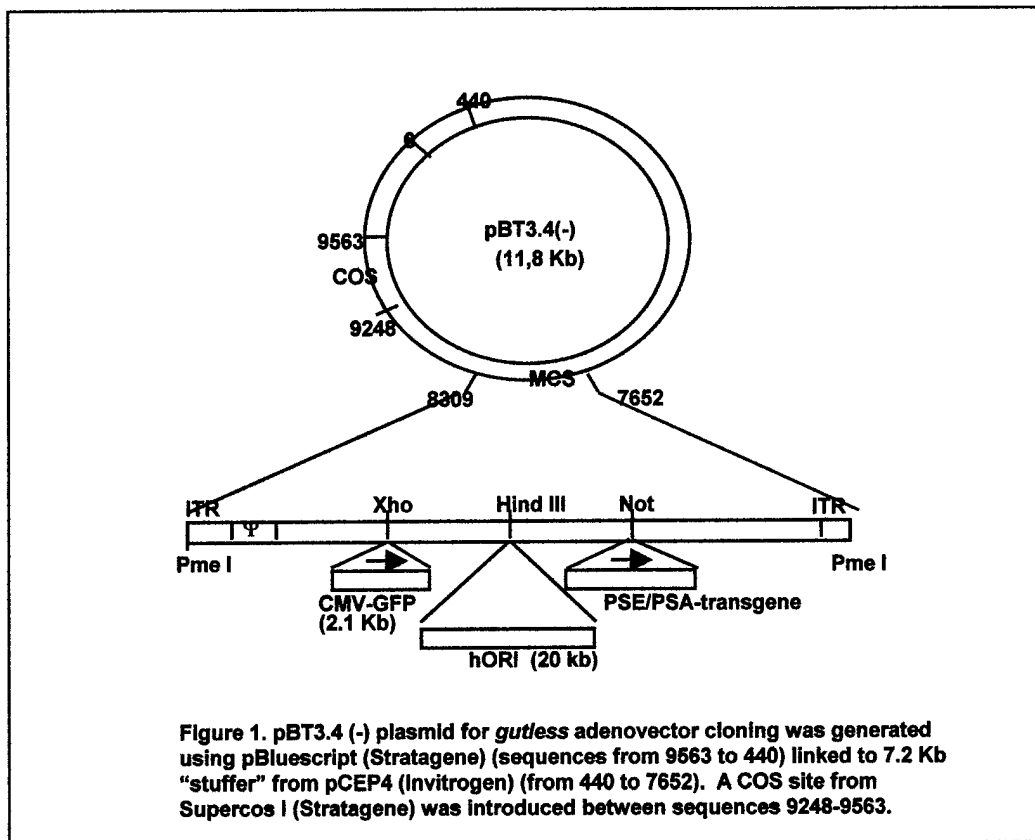 440
0
pBT3.4(-)
(11,8 Kb)
9563
COS
9248
MCS
8309
7652
ITR
Xho
Hind III
Not
ITR
Ψ
Pme I
Pme I
CMV-GFP
(2.1 Kb)
PSE/PSA-transgene
hORI (20 kb)
Figure 1. pBT3.4 (-) plasmid for gutless adenovector cloning was generated
using pBluescript (Stratagene) (sequences from 9563 to 440) linked to 7.2 Kb
"stuffer" from pCEP4 (Invitrogen) (from 440 to 7652). A COS site from
Supercos I (Stratagene) was introduced between sequences 9248-9563.